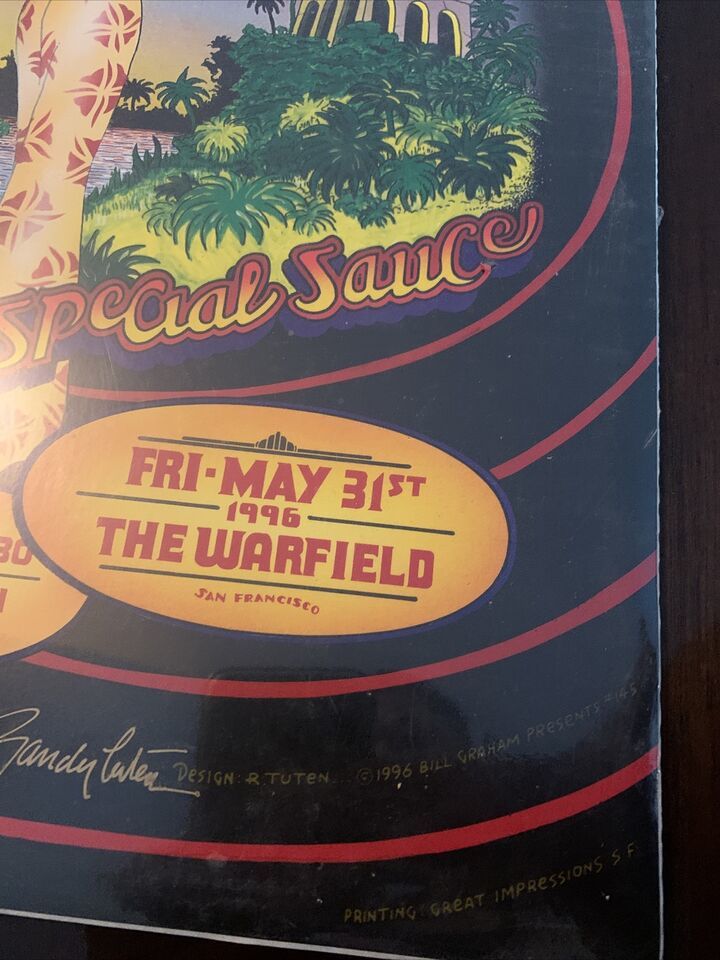 Special Sauce
FRI·MAY 31ST
1996
THE WARFIELD
SAN FRANCISCO
30
Randy Tuten
DESIGN: R. TUTEN... ©1996 BILL GRAHAM PRESENTS #145
PRINTING: GREAT IMPRESSIONS S F